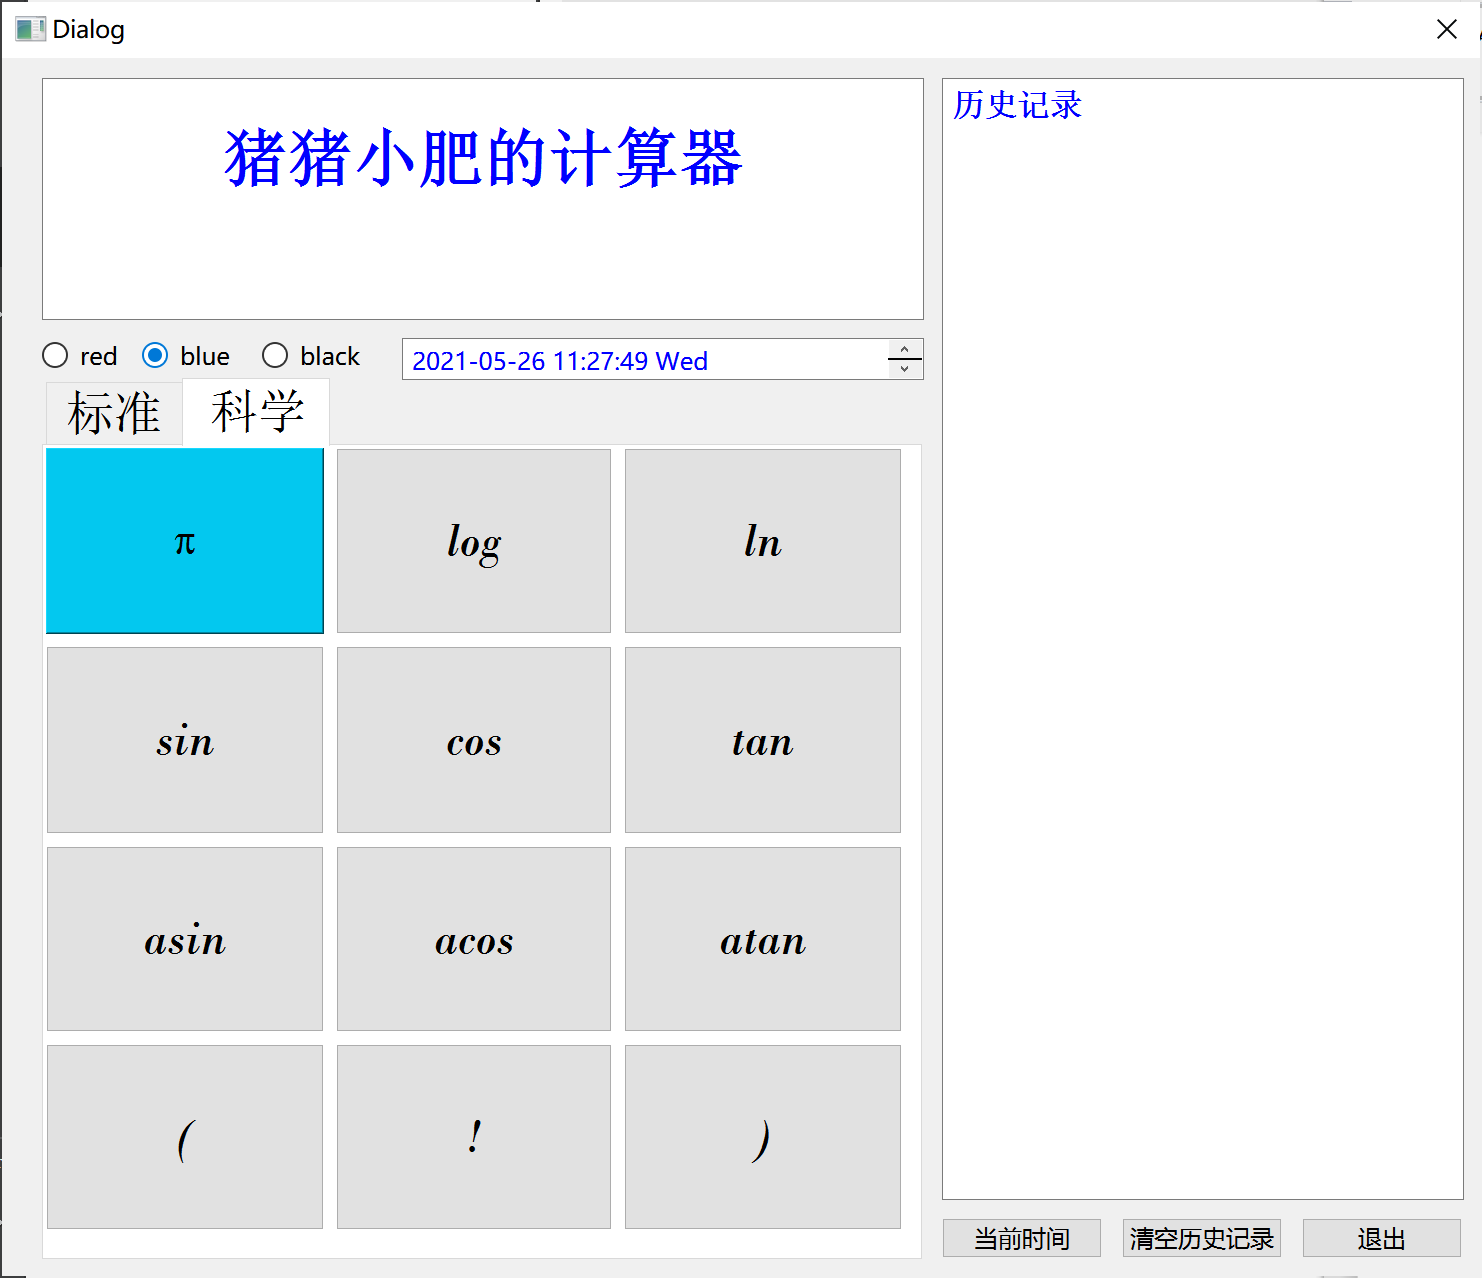 Dialog
猪猪小肥的计算器
历史记录
red blue black
2021-05-26 11:27:49 Wed
标准 科学
π log ln
sin cos tan
asin acos atan
( ! )
当前时间 清空历史记录 退出